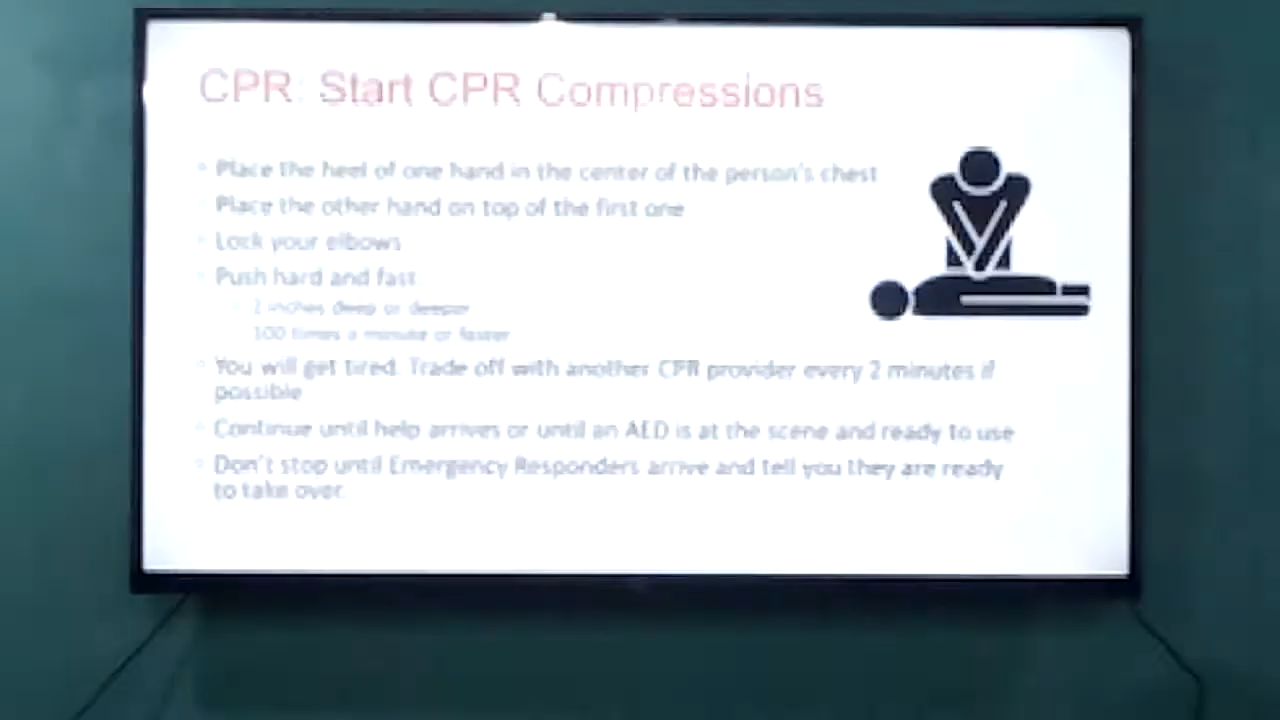 CPR: Start CPR Compressions
Place the heel of one hand in the center of the person's chest
Place the other hand on top of the first one
Lock your elbows
Push hard and fast
2 inches deep or deeper
100 times a minute or faster
You will get tired. Trade off with another CPR provider every 2 minutes if
possible
Continue until help arrives or until an AED is at the scene and ready to use
Don't stop until Emergency Responders arrive and tell you they are ready
to take over.